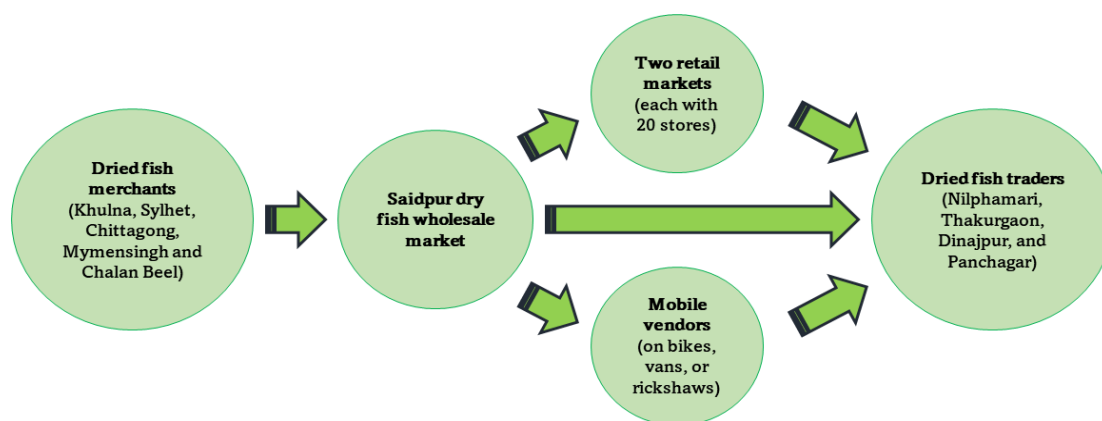 Dried fish
merchants
(Khulna, Sylhet,
Chittagong,
Mymensingh and
Chalan Beel)
Saidpur dry
fish wholesale
market
Two retail
markets
(each with
20 stores)
Mobile
vendors
(on bikes,
vans, or
rickshaws)
Dried fish traders
(Nilphamari,
Thakurgaon,
Dinajpur, and
Panchagar)